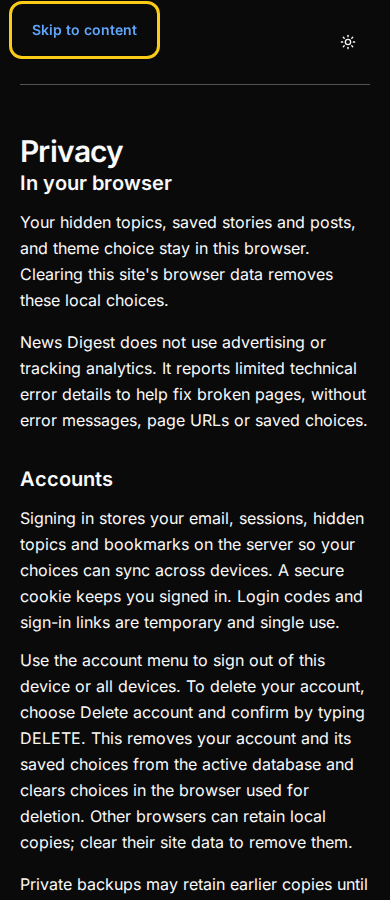 Skip to content
Privacy
In your browser
Your hidden topics, saved stories and posts,
and theme choice stay in this browser.
Clearing this site's browser data removes
these local choices.
News Digest does not use advertising or
tracking analytics. It reports limited technical
error details to help fix broken pages, without
error messages, page URLs or saved choices.
Accounts
Signing in stores your email, sessions, hidden
topics and bookmarks on the server so your
choices can sync across devices. A secure
cookie keeps you signed in. Login codes and
sign-in links are temporary and single use.
Use the account menu to sign out of this
device or all devices. To delete your account,
choose Delete account and confirm by typing
DELETE. This removes your account and its
saved choices from the active database and
clears choices in the browser used for
deletion. Other browsers can retain local
copies; clear their site data to remove them.
Private backups may retain earlier copies until